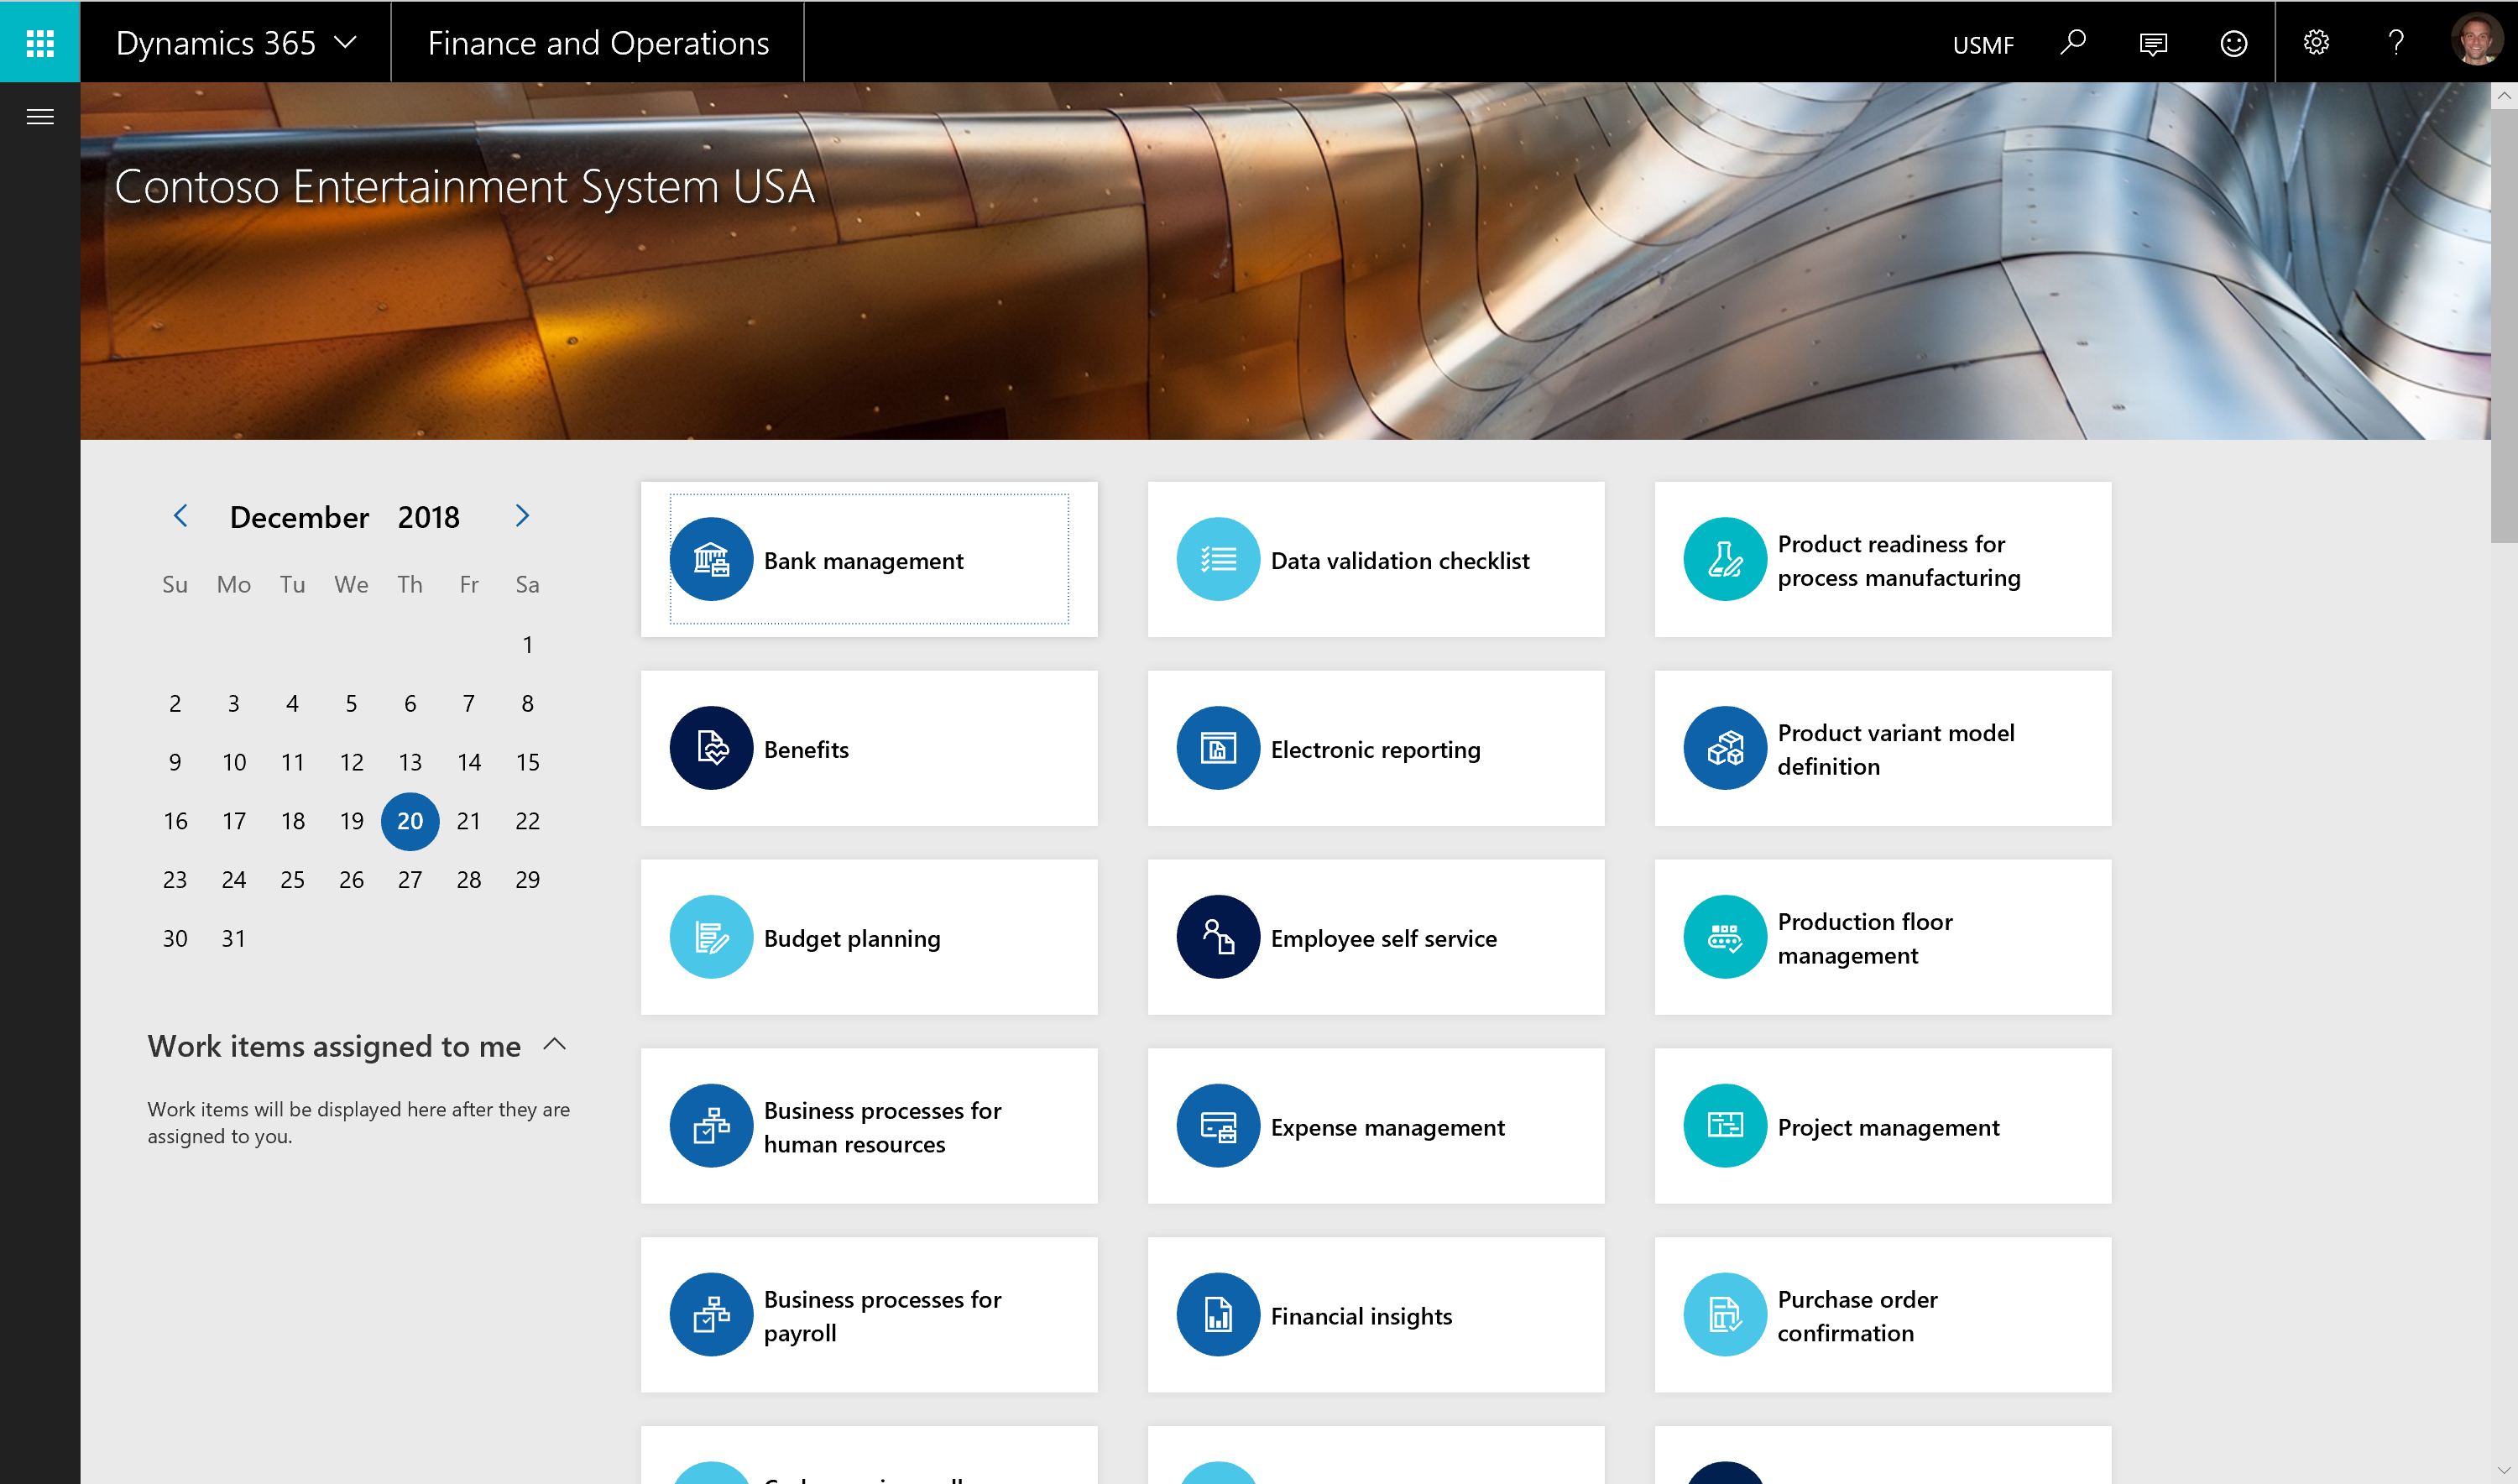 Dynamics 365
Finance and Operations
USMF
Contoso Entertainment System USA
December 2018
Su Mo Tu We Th Fr Sa
1
2 3 4 5 6 7 8
9 10 11 12 13 14 15
16 17 18 19 20 21 22
23 24 25 26 27 28 29
30 31
Work items assigned to me
Work items will be displayed here after they are
assigned to you.
Bank management
Data validation checklist
Product readiness for
process manufacturing
Benefits
Electronic reporting
Product variant model
definition
Budget planning
Employee self service
Production floor
management
Business processes for
human resources
Expense management
Project management
Business processes for
payroll
Financial insights
Purchase order
confirmation